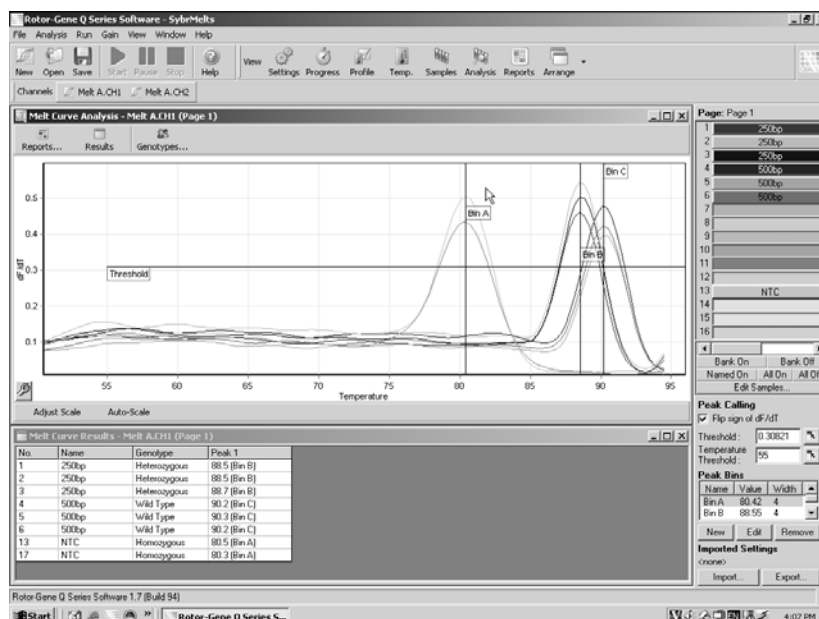 Rotor-Gene Q Series Software - SybrMelts
File Analysis Run Gain View Window Help
New Open Save Start Pause Stop Help View Settings Progress Profile Temp. Samples Analysis Reports Arrange
Channels Melt A.CH1 Melt A.CH2
Melt Curve Analysis - Melt A.CH1 (Page 1)
Reports... Results Genotypes...
dF/dT
0.5
0.4
0.3
0.2
0.1
Bin A
Bin B
Bin C
Threshold
55 60 65 70 75 80 85 90 95
Temperature
Adjust Scale Auto-Scale
Melt Curve Results - Melt A.CH1 (Page 1)
No. Name Genotype Peak 1
1 250bp Heterozygous 88.5 (Bin B)
2 250bp Heterozygous 88.5 (Bin B)
3 250bp Heterozygous 88.7 (Bin B)
4 500bp Wild Type 90.2 (Bin C)
5 500bp Wild Type 90.3 (Bin C)
6 500bp Wild Type 90.2 (Bin C)
13 NTC Homozygous 80.5 (Bin A)
17 NTC Homozygous 80.3 (Bin A)
Page: Page 1
1 250bp
2 250bp
3 250bp
4 500bp
5 500bp
6 500bp
7
8
9
10
11
12
13 NTC
14
15
16
Bank On Bank Off
Named On All On All Of
Edit Samples...
Peak Calling
Flip sign of dF/dT
Threshold : 0.30821
Temperature Threshold : 55
Peak Bins
Name Value Width
Bin A 80.42 4
Bin B 88.55 4
New Edit Remove
Imported Settings
<none>
Import... Export...
Rotor-Gene Q Series Software 1.7 (Build 94)
Start Rotor-Gene Q Series S... EN 4:07 PM